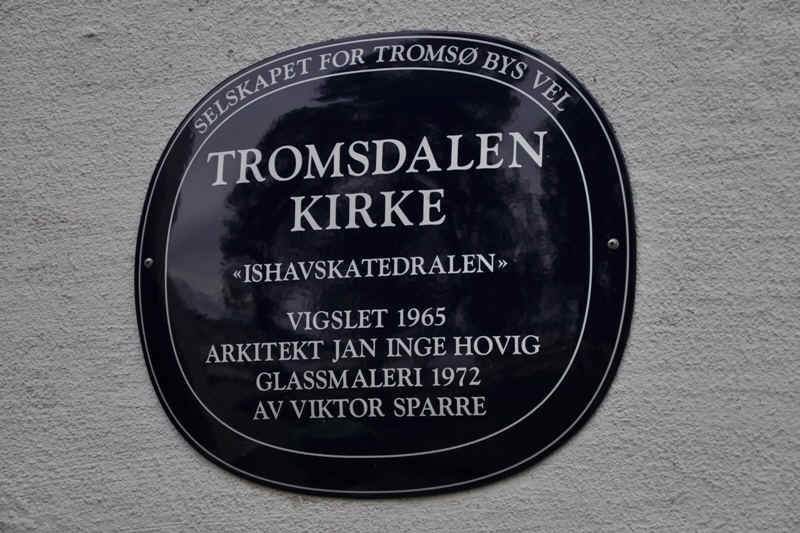 SELSKAPET FOR TROMSØ BYS VEL
TROMSDALEN
KIRKE
«ISHAVSKATEDRALEN»
VIGSLET 1965
ARKITEKT JAN INGE HOVIG
GLASSMALERI 1972
AV VIKTOR SPARRE